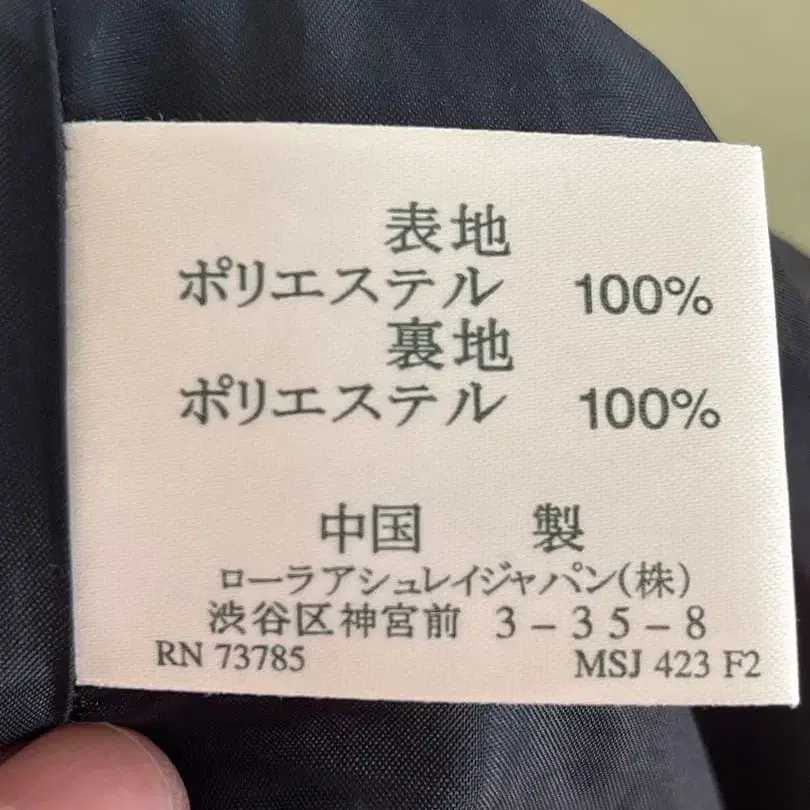 表地
ポリエステル 100%
裏地
ポリエステル 100%
中国 製
ローラアシュレイジャパン(株)
渋谷区神宮前 3-35-8
RN 73785 MSJ 423 F2